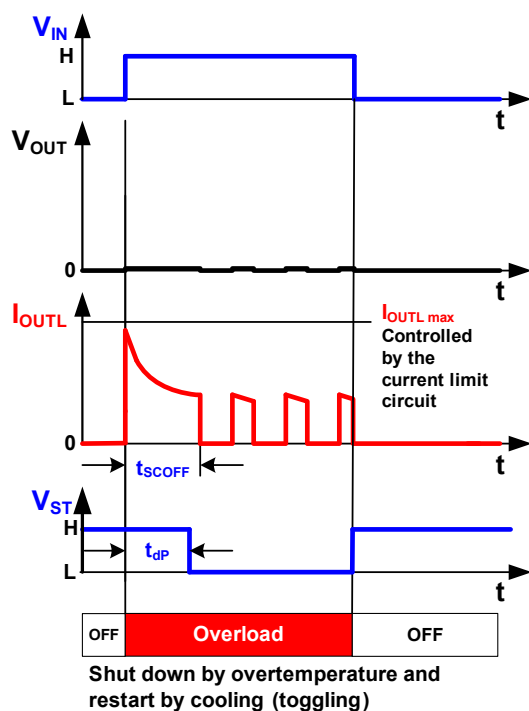 VIN
H
L
t
VOUT
0
t
IOUTL
IOUTL max
Controlled
by the
current limit
circuit
0
t
tSCOFF
VST
H
tdP
L
t
OFF
Overload
OFF
Shut down by overtemperature and
restart by cooling (toggling)